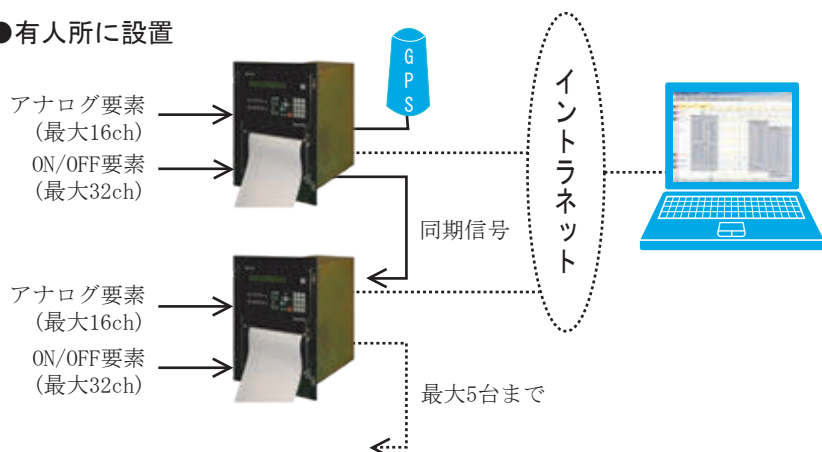 ●有人所に設置
GPS
アナログ要素
(最大16ch)
ON/OFF要素
(最大32ch)
イントラネット
同期信号
アナログ要素
(最大16ch)
ON/OFF要素
(最大32ch)
最大5台まで